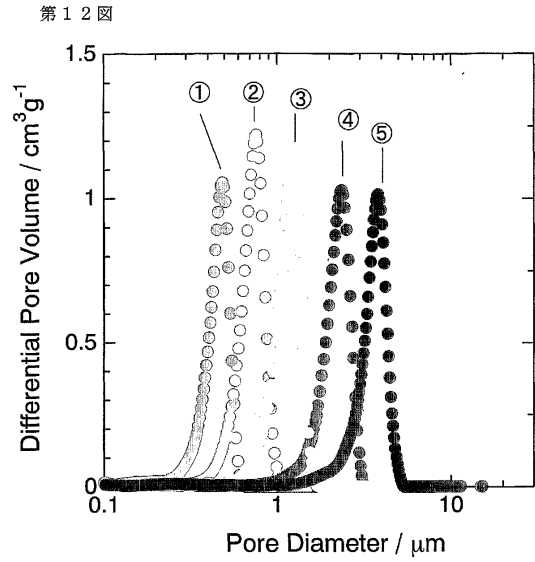 第１２図
1.5
1
0.5
0
① ② ③ ④ ⑤
0.1 1 10
Differential Pore Volume / cm³g⁻¹
Pore Diameter / μm